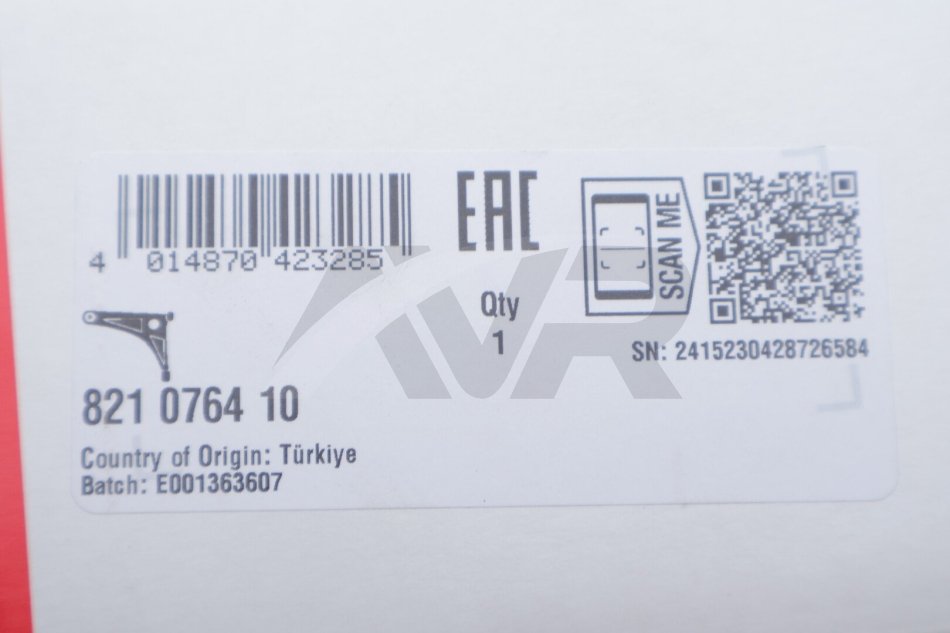 4 014870 423285
EAC
SCAN ME
Qty
1
SN: 2415230428726584
821 0764 10
Country of Origin: Türkiye
Batch: E001363607
VR